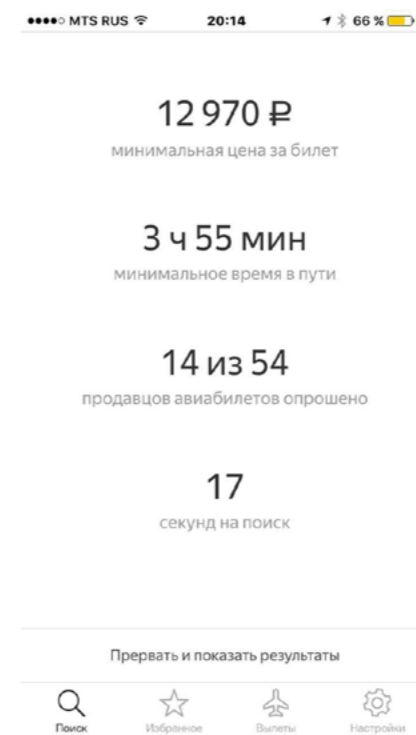 MTS RUS 20:14 66 %
12 970 ₽
минимальная цена за билет
3 ч 55 мин
минимальное время в пути
14 из 54
продавцов авиабилетов опрошено
17
секунд на поиск
Прервать и показать результаты
Поиск Избранное Вылеты Настройки